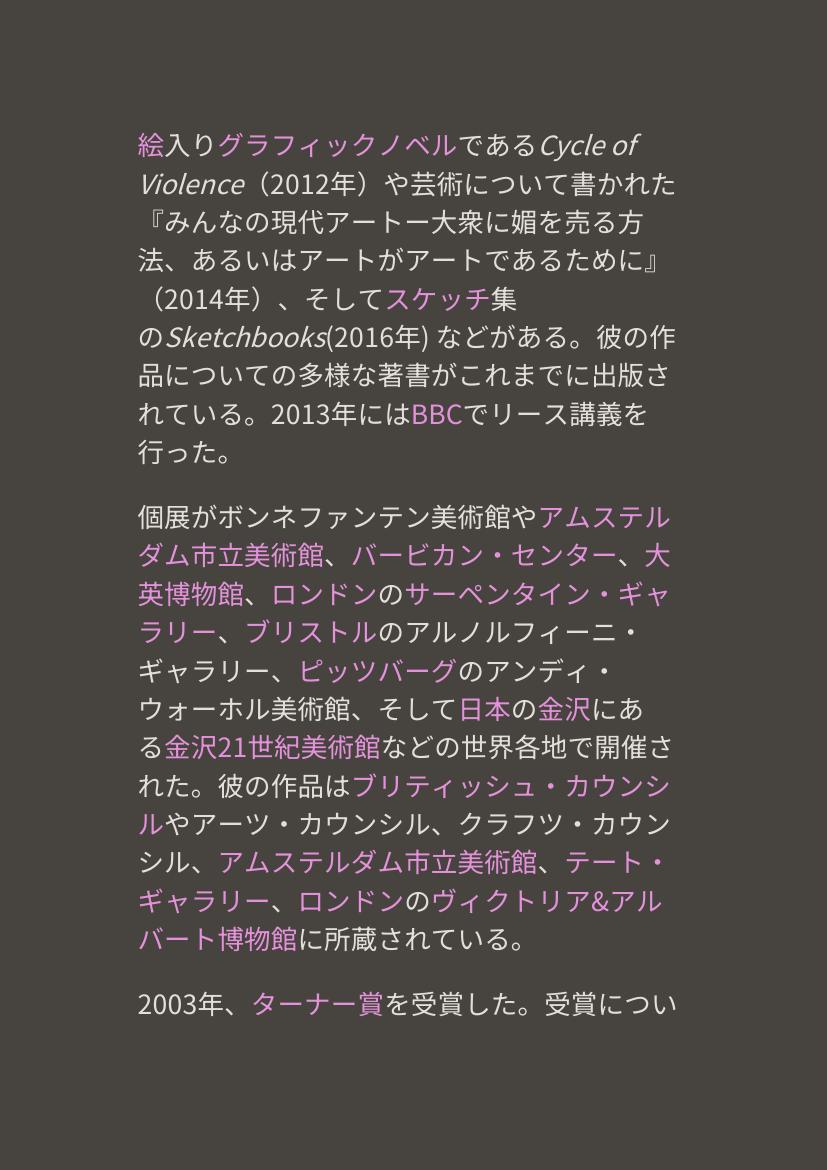 絵入りグラフィックノベルであるCycle of
Violence（2012年）や芸術について書かれた
『みんなの現代アートー大衆に媚を売る方
法、あるいはアートがアートであるために』
（2014年）、そしてスケッチ集
のSketchbooks(2016年) などがある。彼の作
品についての多様な著書がこれまでに出版さ
れている。2013年にはBBCでリース講義を
行った。
個展がボンネファンテン美術館やアムステル
ダム市立美術館、バービカン・センター、大
英博物館、ロンドンのサーペンタイン・ギャ
ラリー、ブリストルのアルノルフィーニ・
ギャラリー、ピッツバーグのアンディ・
ウォーホル美術館、そして日本の金沢にあ
る金沢21世紀美術館などの世界各地で開催さ
れた。彼の作品はブリティッシュ・カウンシ
ルやアーツ・カウンシル、クラフツ・カウン
シル、アムステルダム市立美術館、テート・
ギャラリー、ロンドンのヴィクトリア&アル
バート博物館に所蔵されている。
2003年、ターナー賞を受賞した。受賞につい